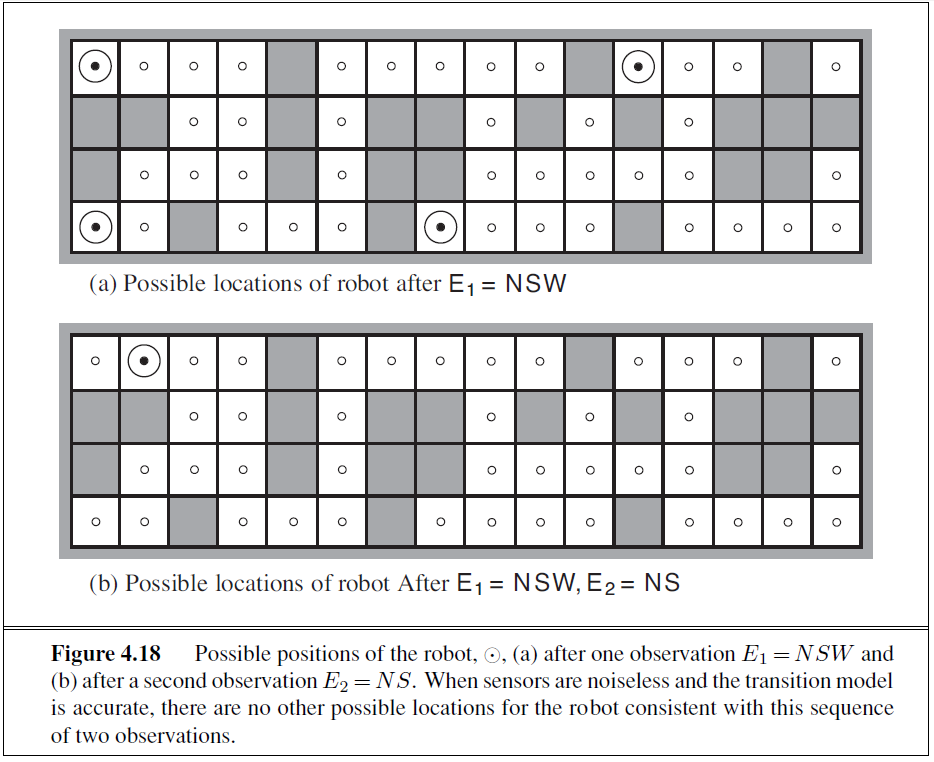 (a) Possible locations of robot after E1 = NSW
(b) Possible locations of robot After E1 = NSW, E2 = NS
Figure 4.18 Possible positions of the robot, ⊙, (a) after one observation E1 = NSW and
(b) after a second observation E2 = NS. When sensors are noiseless and the transition model
is accurate, there are no other possible locations for the robot consistent with this sequence
of two observations.